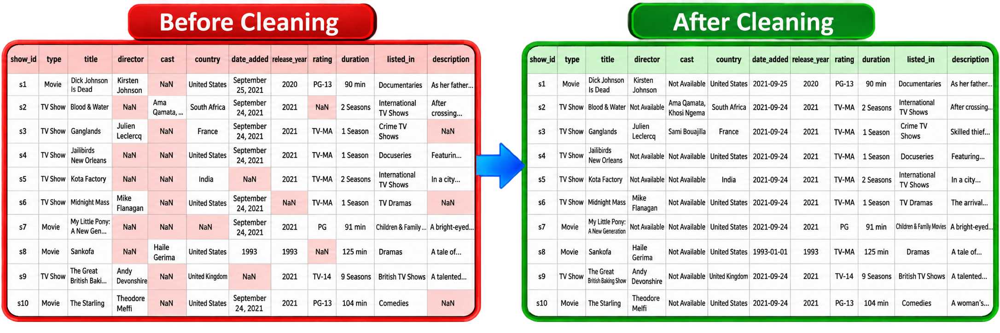 Before Cleaning
show_id type title director cast country date_added release_year rating duration listed_in description
s1 Movie Dick Johnson Is Dead Kirsten Johnson NaN United States September 25, 2021 2020 PG-13 90 min Documentaries As her father...
s2 TV Show Blood & Water NaN Ama Qamata, ... South Africa September 24, 2021 2021 NaN 2 Seasons International TV Shows After crossing...
s3 TV Show Ganglands Julien Leclercq NaN France September 24, 2021 2021 TV-MA 1 Season Crime TV Shows NaN
s4 TV Show Jailibirds New Orleans NaN NaN United States September 24, 2021 2021 TV-MA 1 Season Docuseries Featurin...
s5 TV Show Kota Factory NaN NaN India NaN 2021 TV-MA 2 Seasons International TV Shows In a city...
s6 TV Show Midnight Mass Mike Flanagan NaN United States September 24, 2021 NaN TV-MA 1 Season TV Dramas NaN
s7 Movie My Little Pony: A New Gen... NaN NaN NaN September 24, 2021 2021 PG 91 min Children & Family ... A bright-eyed...
s8 Movie Sankofa NaN Haile Gerima United States 1993 1993 NaN 125 min Dramas A tale of...
s9 TV Show The Great British Baki... Andy Devonshire NaN United Kingdom NaN 2021 TV-14 9 Seasons British TV Shows A talented...
s10 Movie The Starling Theodore Meffi NaN United States September 24, 2021 2021 PG-13 104 min Comedies NaN
After Cleaning
show_id type title director cast country date_added release_year rating duration listed_in description
s1 Movie Dick Johnson Is Dead Kirsten Johnson Not Available United States 2021-09-25 2020 PG-13 90 min Documentaries As her father...
s2 TV Show Blood & Water Not Available Ama Qamata, Khosi Ngema South Africa 2021-09-24 2021 TV-MA 2 Seasons International TV Shows After crossing...
s3 TV Show Ganglands Julien Leclercq Sami Bouajilla France 2021-09-24 2021 TV-MA 1 Season Crime TV Shows Skilled thief...
s4 TV Show Jailibirds New Orleans Not Available Not Available United States 2021-09-24 2021 TV-MA 1 Season Docuseries Featuring...
s5 TV Show Kota Factory Not Available Not Available India 2021-09-24 2021 TV-MA 2 Seasons International TV Shows In a city...
s6 TV Show Midnight Mass Mike Flanagan Not Available United States 2021-09-24 2021 TV-MA 1 Season TV Dramas The arrival...
s7 Movie My Little Pony: A New Generation Not Available Not Available United States 2021-09-24 2021 PG 91 min Children & Famlly Movies A bright-eyed...
s8 Movie Sankofa Haile Gerima Not Available United States 1993-01-01 1993 TV-MA 125 min Dramas A tale of...
s9 TV Show The Great British Baking Show Andy Devonshire Not Available United Kingdom 2021-09-24 2021 TV-14 9 Seasons British TV Shows A talented...
s10 Movie The Starling Theodore Melfi Not Available United States 2021-09-24 2021 PG-13 104 min Comedies A woman's...